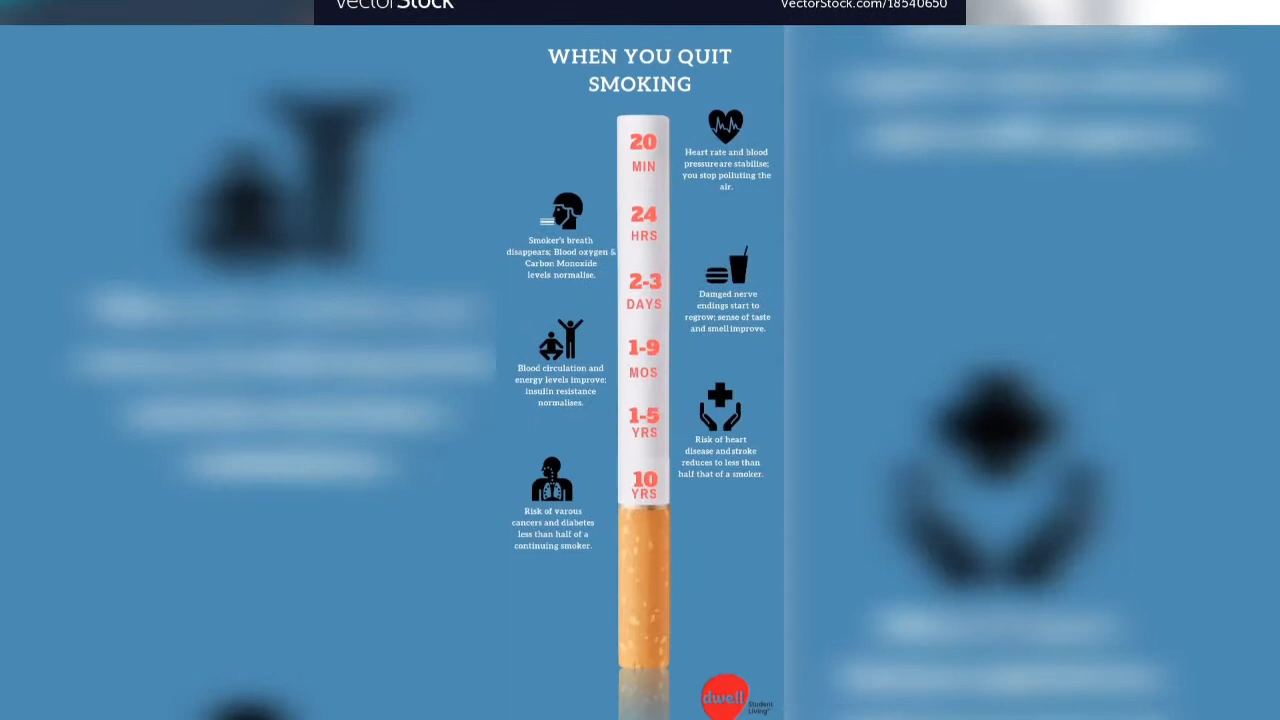 VectorStock
VectorStock.com/18540650
WHEN YOU QUIT
SMOKING
20
MIN
Heart rate and blood
pressure are stabilise;
you stop polluting the
air.
24
HRS
Smoker's breath
disappears; Blood oxygen &
Carbon Monoxide
levels normalise.
2-3
DAYS
Damged nerve
endings start to
regrow; sense of taste
and smell improve.
1-9
MOS
Blood circulation and
energy levels improve;
insulin resistance
normalises.
1-5
YRS
Risk of heart
disease and stroke
reduces to less than
half that of a smoker.
10
YRS
Risk of varous
cancers and diabetes
less than half of a
continuing smoker.
dwell
Student
Living